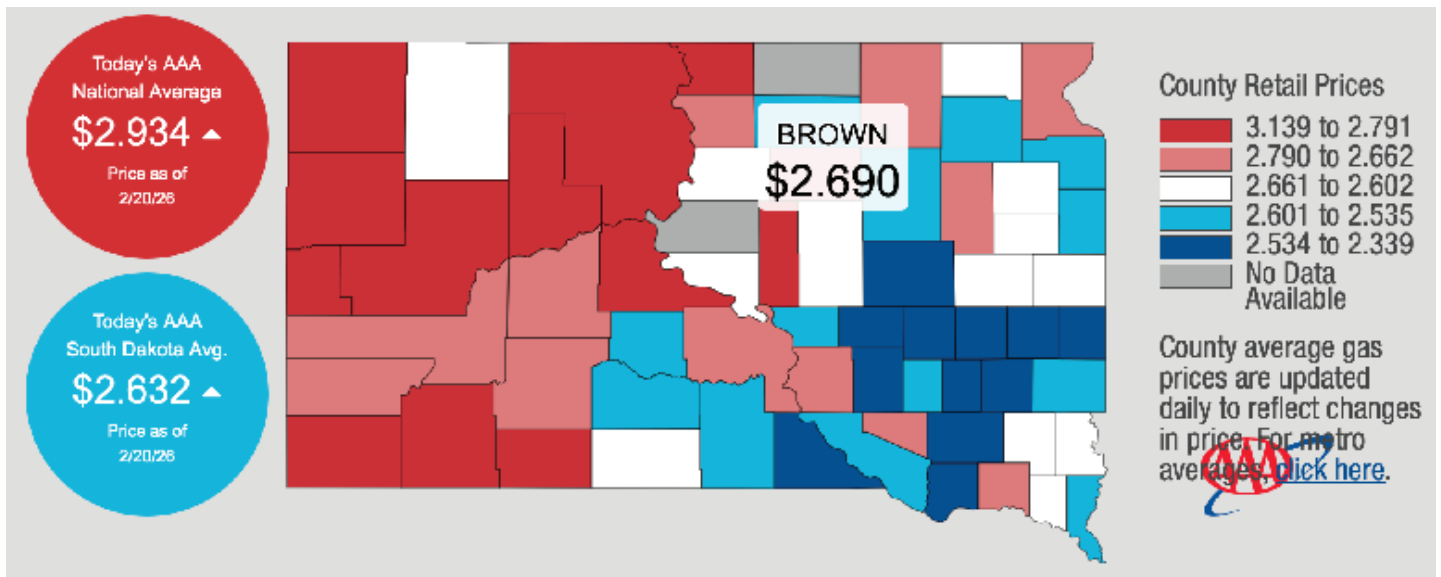 Today's AAA
National Average
$2.934
Price as of
2/20/26
Today's AAA
South Dakota Avg.
$2.632
Price as of
2/20/26
BROWN
$2.690
County Retail Prices
3.139 to 2.791
2.790 to 2.662
2.661 to 2.602
2.601 to 2.535
2.534 to 2.339
No Data
Available
County average gas
prices are updated
daily to reflect changes
in price. For metro
averages, click here.
AAA